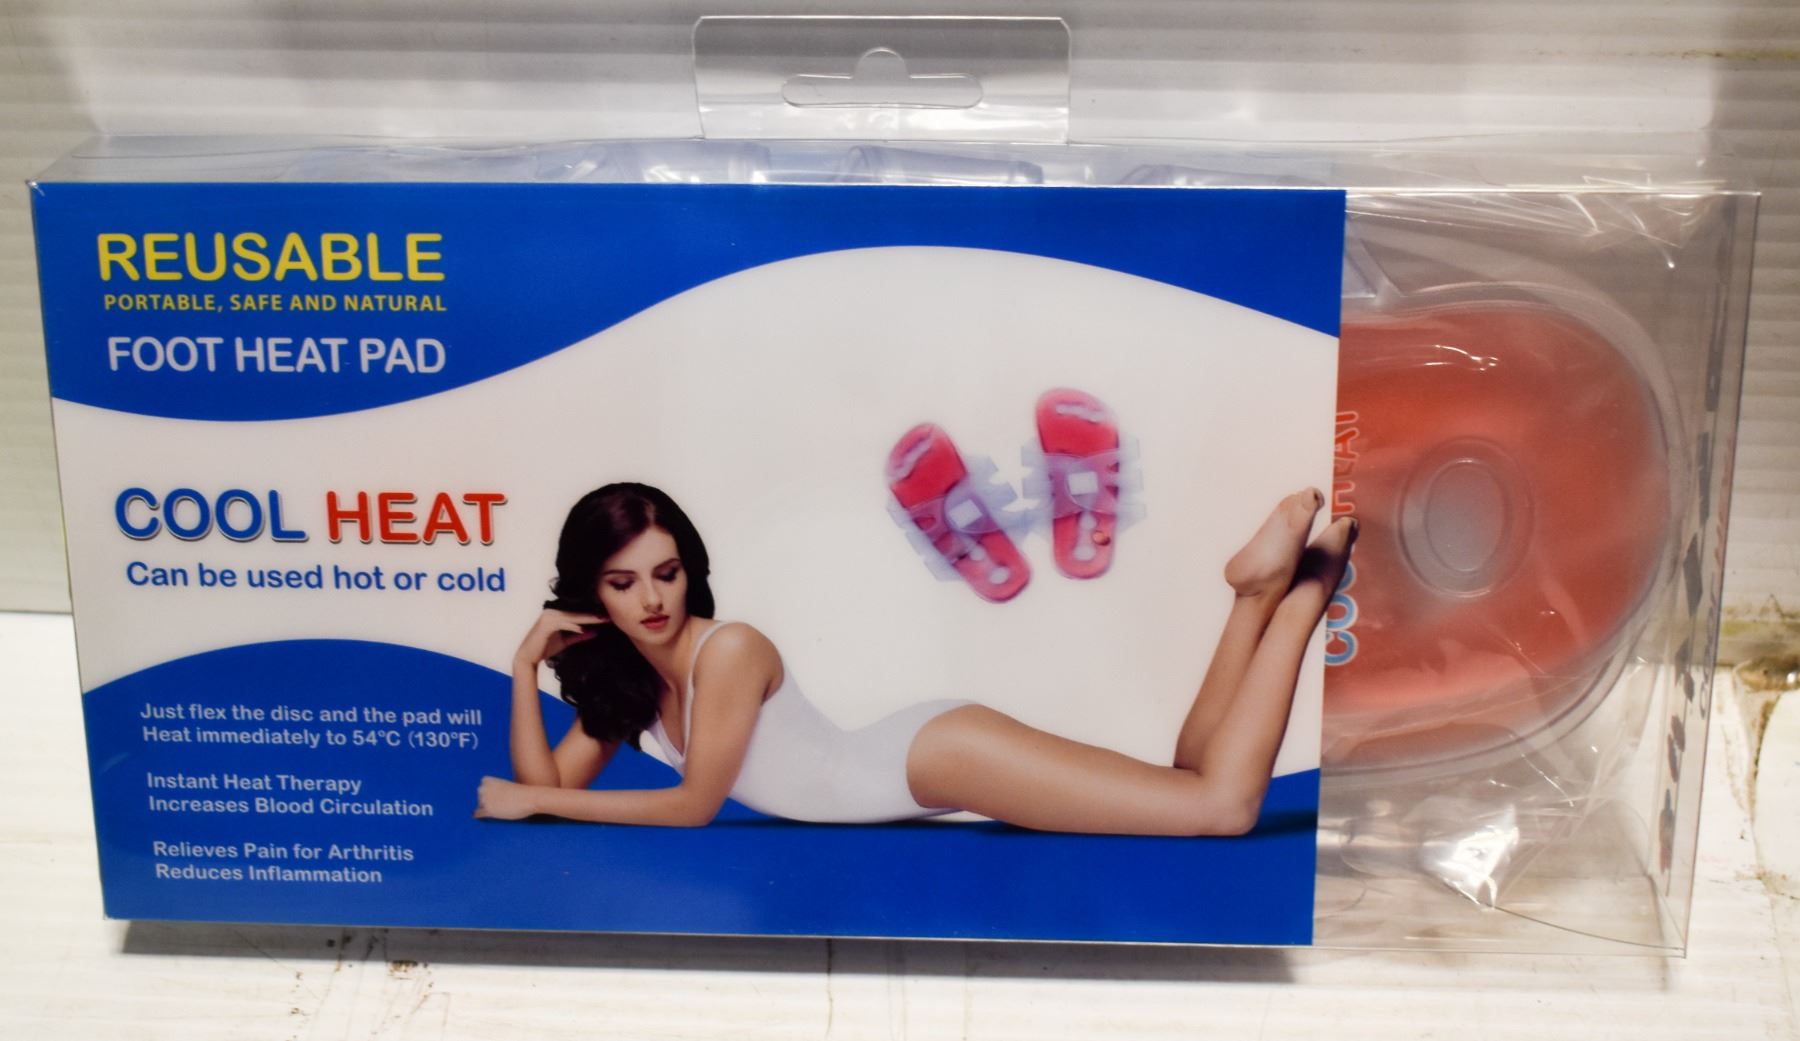 REUSABLE
PORTABLE, SAFE AND NATURAL
FOOT HEAT PAD
COOL HEAT
Can be used hot or cold
Just flex the disc and the pad will
Heat immediately to 54°C (130°F)
Instant Heat Therapy
Increases Blood Circulation
Relieves Pain for Arthritis
Reduces Inflammation